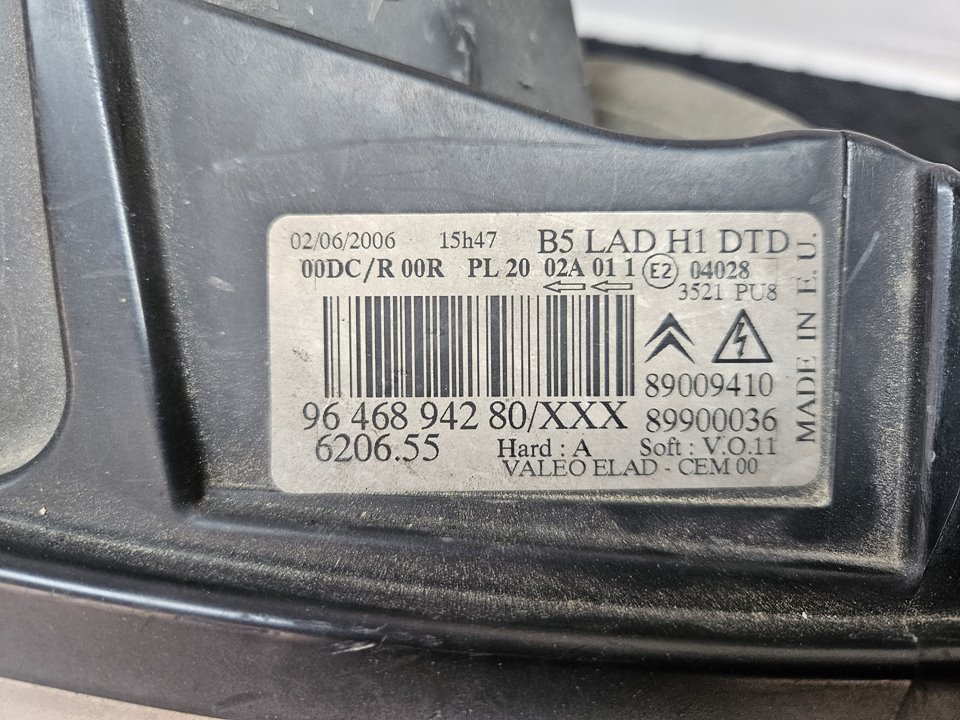 02/06/2006 15h47 B5 LAD H1 DTD
00DC/R 00R PL 20 02A 01 1 E2 04028
3521 PU8
89009410
96 468 942 80/XXX 89900036
6206.55 Hard : A Soft : V.O.11
VALEO ELAD - CEM 00
MADE IN E. U.